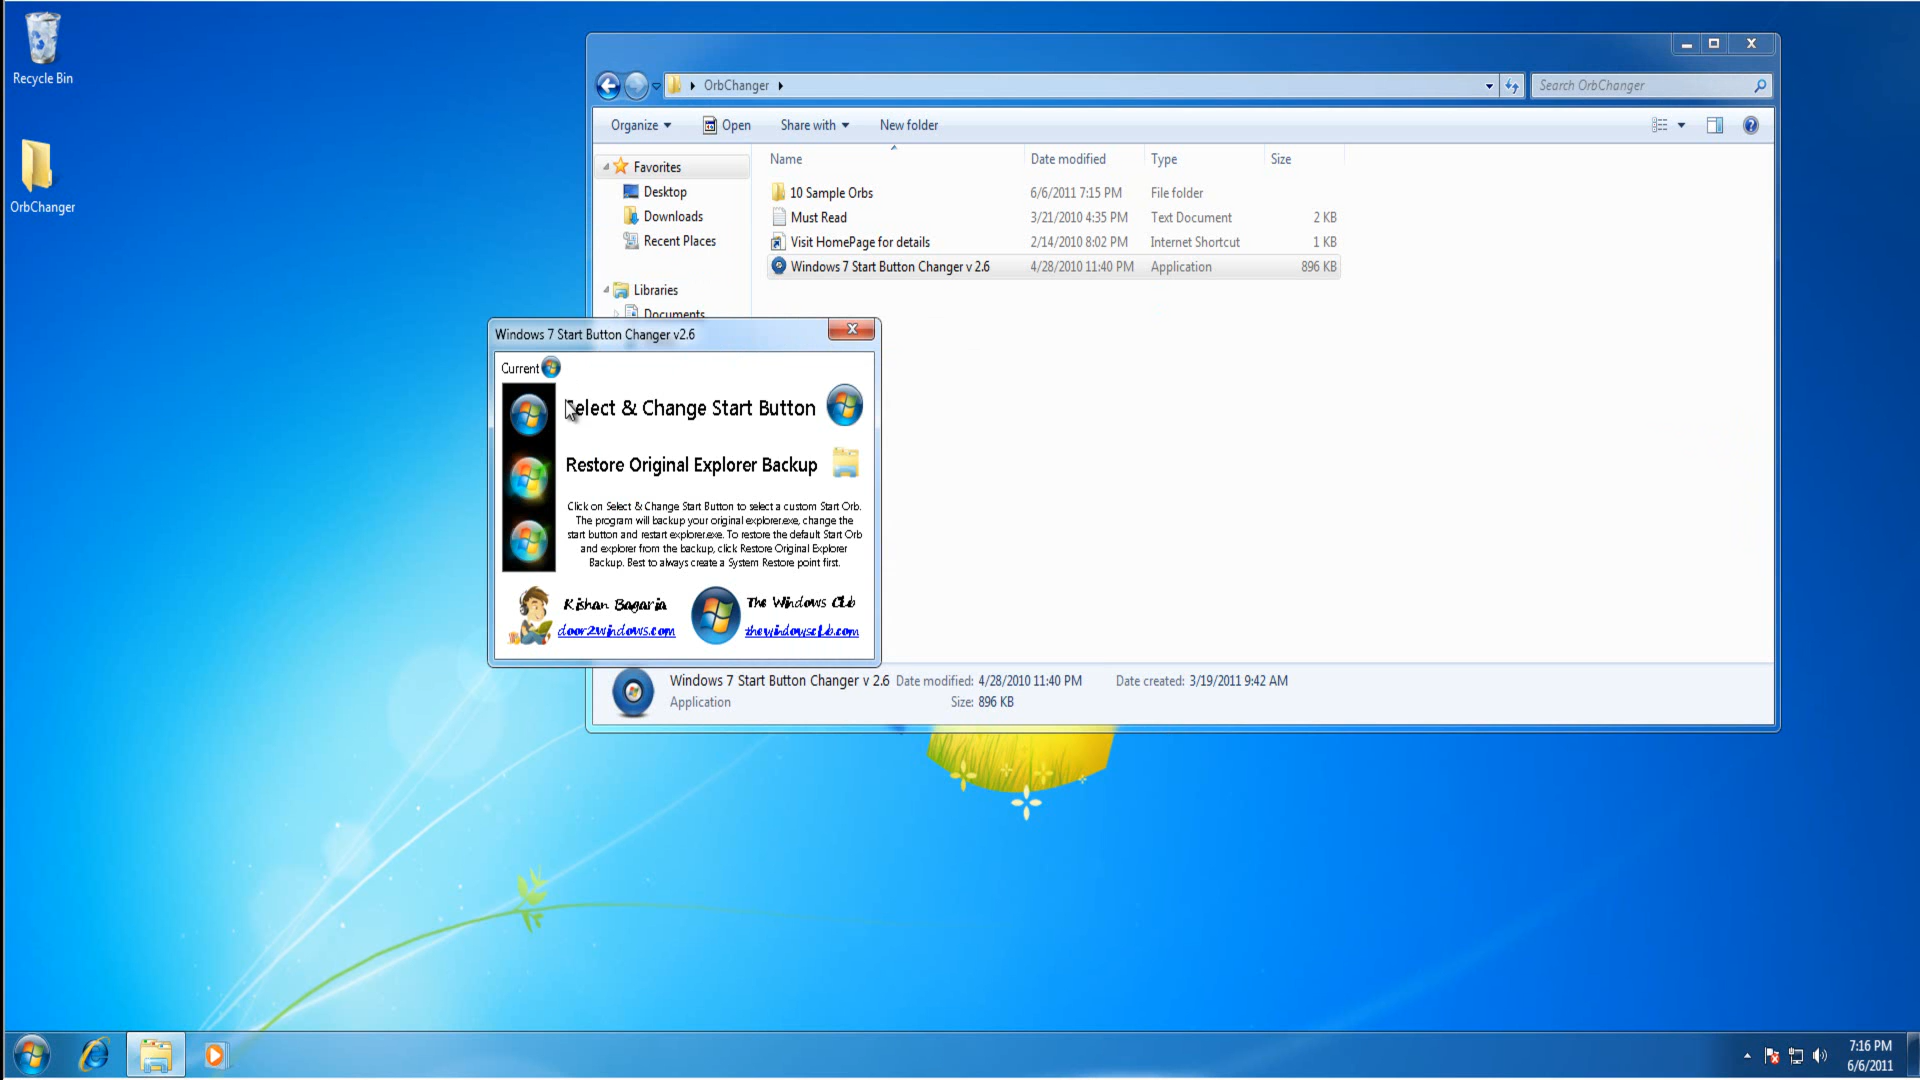 Recycle Bin
OrbChanger
OrbChanger
Search OrbChanger
Organize
Open
Share with
New folder
Name
Date modified
Type
Size
Favorites
Desktop
Downloads
Recent Places
Libraries
Documents
10 Sample Orbs 6/6/2011 7:15 PM File folder
Must Read 3/21/2010 4:35 PM Text Document 2 KB
Visit HomePage for details 2/14/2010 8:02 PM Internet Shortcut 1 KB
Windows 7 Start Button Changer v 2.6 4/28/2010 11:40 PM Application 896 KB
Windows 7 Start Button Changer v2.6
Current
Select & Change Start Button
Restore Original Explorer Backup
Click on Select & Change Start Button to select a custom Start Orb.
The program will backup your original explorer.exe, change the
start button and restart explorer.exe. To restore the default Start Orb
and explorer from the backup, click Restore Original Explorer
Backup. Best to always create a System Restore point first.
Kishan Bagaria
door2windows.com
The Windows Club
thewindowsclub.com
Windows 7 Start Button Changer v 2.6 Date modified: 4/28/2010 11:40 PM Date created: 3/19/2011 9:42 AM
Application Size: 896 KB
7:16 PM
6/6/2011